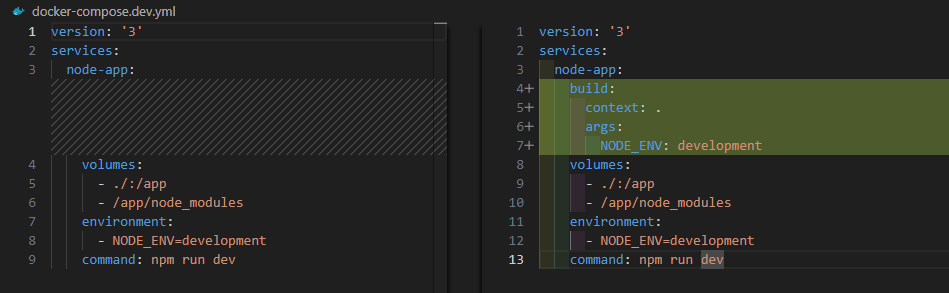 docker-compose.dev.yml
1 version: '3'
2 services:
3   node-app:
4     volumes:
5       - ./:/app
6       - /app/node_modules
7     environment:
8       - NODE_ENV=development
9     command: npm run dev
1 version: '3'
2 services:
3   node-app:
4+     build:
5+       context: .
6+       args:
7+         NODE_ENV: development
8     volumes:
9       - ./:/app
10       - /app/node_modules
11     environment:
12       - NODE_ENV=development
13     command: npm run dev